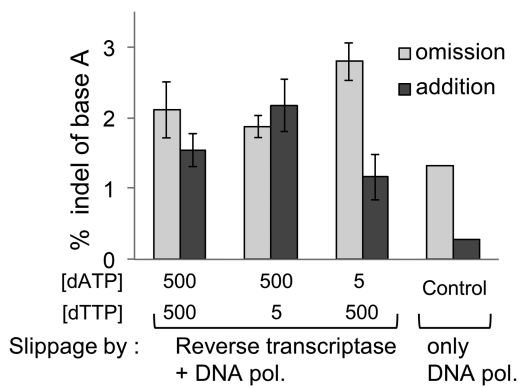 % indel of base A
3
2
1
0
omission
addition
[dATP] 500 500 5 Control
[dTTP] 500 5 500
Slippage by : Reverse transcriptase only
+ DNA pol. DNA pol.